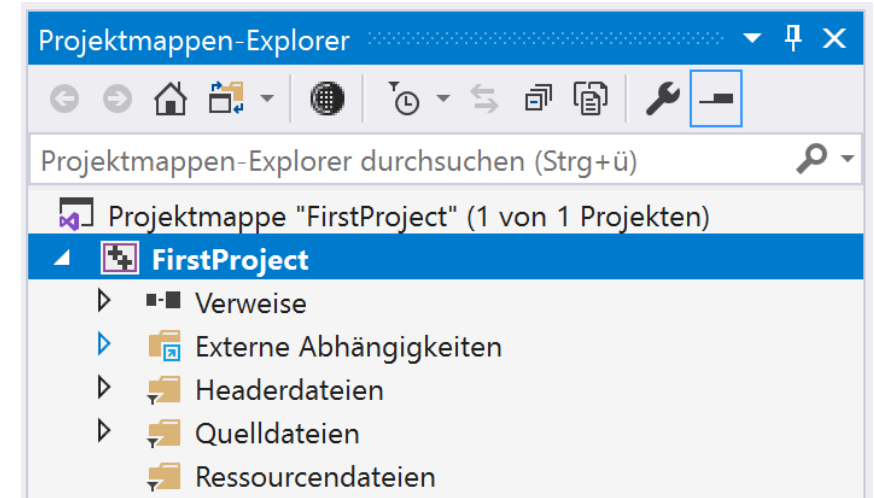 Projektmappen-Explorer
Projektmappen-Explorer durchsuchen (Strg+ü)
Projektmappe "FirstProject" (1 von 1 Projekten)
FirstProject
Verweise
Externe Abhängigkeiten
Headerdateien
Quelldateien
Ressourcendateien